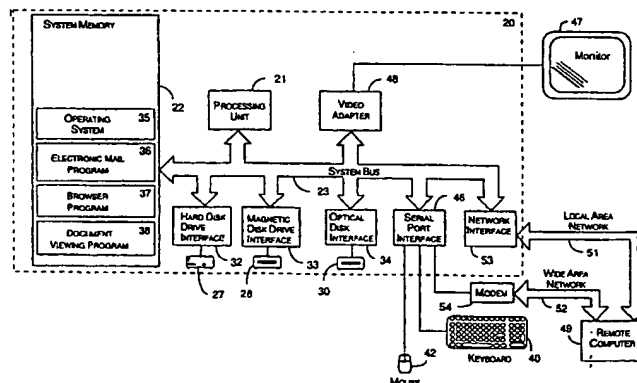 SYSTEM MEMORY
20
47
Monitor
22
21
PROCESSING
UNIT
48
VIDEO
ADAPTER
OPERATING
SYSTEM
35
ELECTRONIC MAIL
PROGRAM
36
BROWSER
PROGRAM
37
DOCUMENT
VIEWING PROGRAM
38
SYSTEM BUS
23
HARD DISK
DRIVE
INTERFACE
32
27
MAGNETIC
DISK DRIVE
INTERFACE
33
28
OPTICAL
DISK
INTERFACE
34
30
46
SERIAL
PORT
INTERFACE
NETWORK
INTERFACE
53
LOCAL AREA
NETWORK
51
WIDE AREA
NETWORK
52
MODEM
54
49
REMOTE
COMPUTER
KEYBOARD
40
42
MOUSE